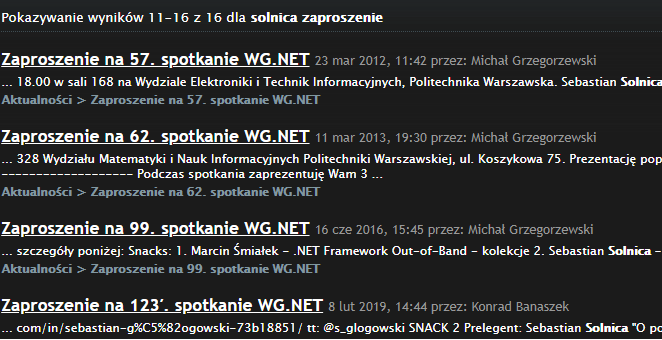 Pokazywanie wyników 11-16 z 16 dla solnica zaproszenie
Zaproszenie na 57. spotkanie WG.NET 23 mar 2012, 11:42 przez: Michał Grzegorzewski
... 18.00 w sali 168 na Wydziale Elektroniki i Technik Informacyjnych, Politechnika Warszawska. Sebastian Solnica
Aktualności > Zaproszenie na 57. spotkanie WG.NET
Zaproszenie na 62. spotkanie WG.NET 11 mar 2013, 19:30 przez: Michał Grzegorzewski
... 328 Wydziału Matematyki i Nauk Informacyjnych Politechniki Warszawskiej, ul. Koszykowa 75. Prezentację pop
------------------- Podczas spotkania zaprezentuję Wam 3 ...
Aktualności > Zaproszenie na 62. spotkanie WG.NET
Zaproszenie na 99. spotkanie WG.NET 16 cze 2016, 15:45 przez: Michał Grzegorzewski
... szczegóły poniżej: Snacks: 1. Marcin Śmiałek - .NET Framework Out-of-Band - kolekcje 2. Sebastian Solnica -
Aktualności > Zaproszenie na 99. spotkanie WG.NET
Zaproszenie na 123′. spotkanie WG.NET 8 lut 2019, 14:44 przez: Konrad Banaszek
... com/in/sebastian-g%C5%82ogowski-73b18851/ tt: @s_glogowski SNACK 2 Prelegent: Sebastian Solnica "O po